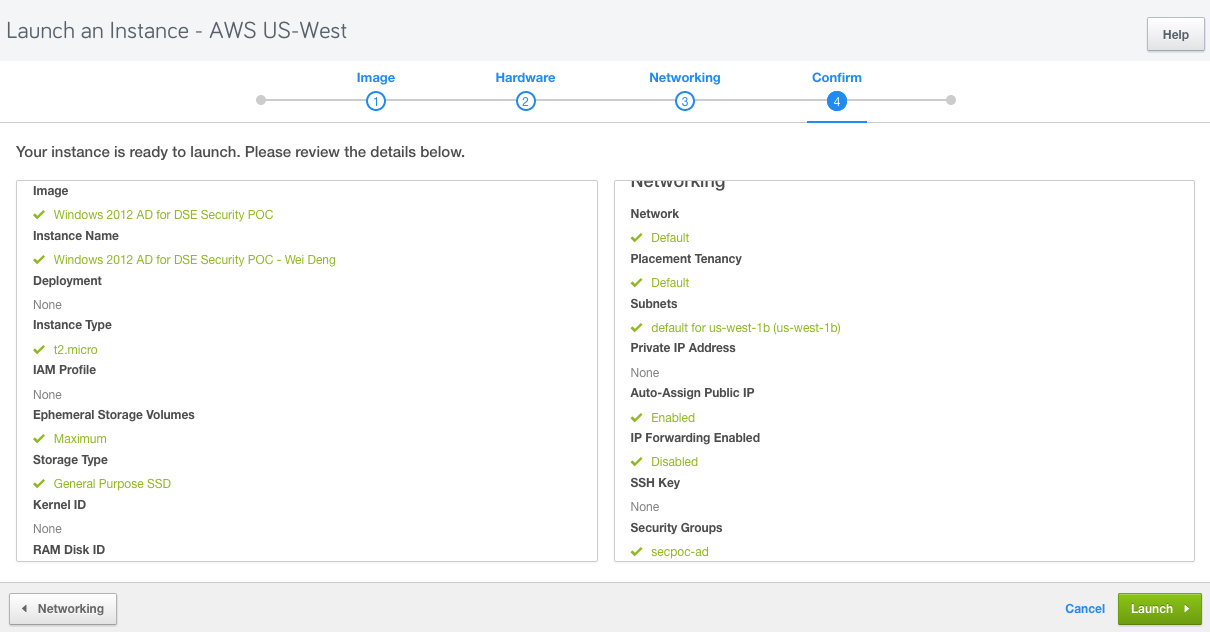 Launch an Instance - AWS US-West
Help
Image
Hardware
Networking
Confirm
1
2
3
4
Your instance is ready to launch. Please review the details below.
Image
Windows 2012 AD for DSE Security POC
Instance Name
Windows 2012 AD for DSE Security POC - Wei Deng
Deployment
None
Instance Type
t2.micro
IAM Profile
None
Ephemeral Storage Volumes
Maximum
Storage Type
General Purpose SSD
Kernel ID
None
RAM Disk ID
Networking
Network
Default
Placement Tenancy
Default
Subnets
default for us-west-1b (us-west-1b)
Private IP Address
None
Auto-Assign Public IP
Enabled
IP Forwarding Enabled
Disabled
SSH Key
None
Security Groups
secpoc-ad
Networking
Cancel
Launch